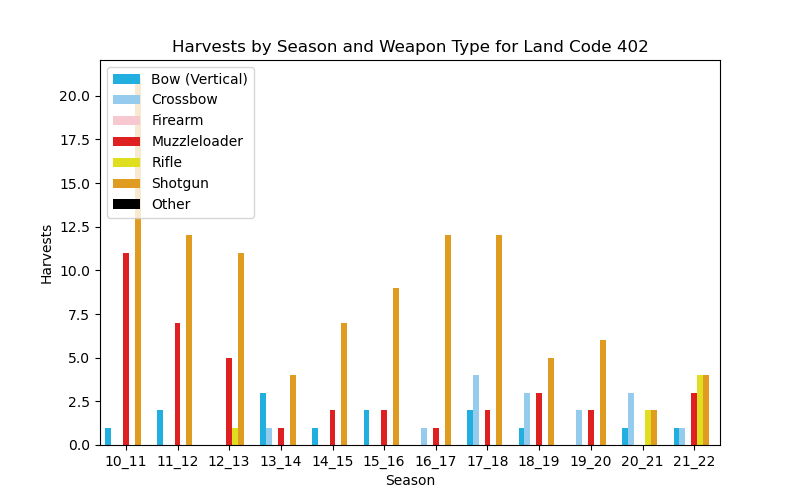 Harvests by Season and Weapon Type for Land Code 402
Bow (Vertical)
Crossbow
Firearm
Muzzleloader
Rifle
Shotgun
Other
20.0
17.5
15.0
12.5
10.0
7.5
5.0
2.5
0.0
Harvests
10_11 11_12 12_13 13_14 14_15 15_16 16_17 17_18 18_19 19_20 20_21 21_22
Season